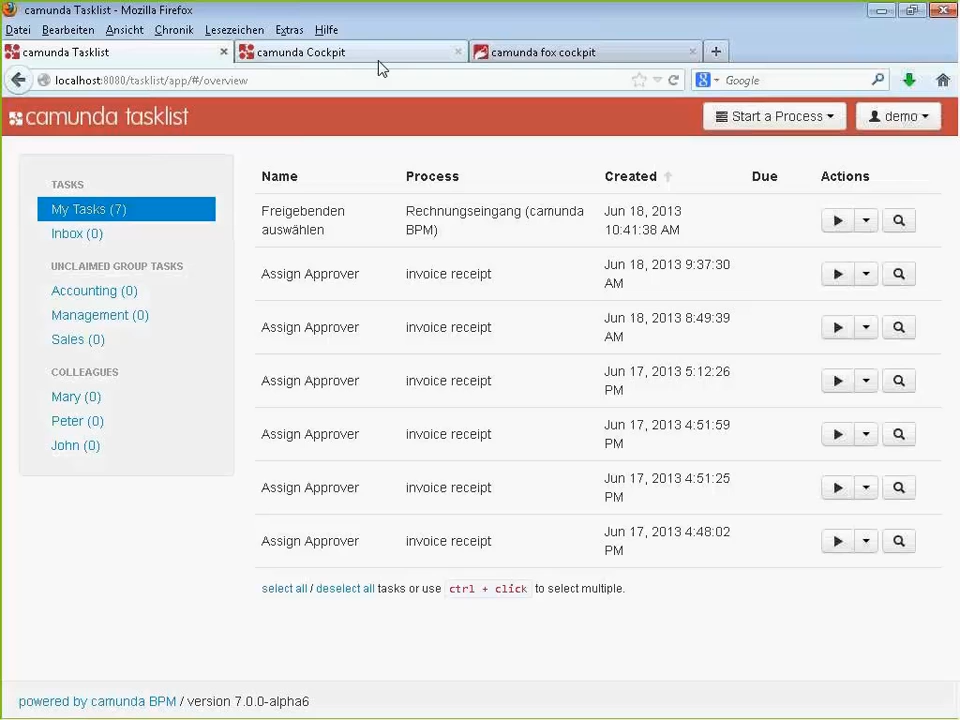 camunda Tasklist - Mozilla Firefox
Datei Bearbeiten Ansicht Chronik Lesezeichen Extras Hilfe
camunda Tasklist camunda Cockpit camunda fox cockpit
localhost:8080/tasklist/app/#/overview Google
camunda tasklist Start a Process demo
TASKS
My Tasks (7)
Inbox (0)
UNCLAIMED GROUP TASKS
Accounting (0)
Management (0)
Sales (0)
COLLEAGUES
Mary (0)
Peter (0)
John (0)
Name Process Created Due Actions
Freigebenden Rechnungseingang (camunda Jun 18, 2013
auswählen BPM) 10:41:38 AM
Assign Approver invoice receipt Jun 18, 2013 9:37:30
AM
Assign Approver invoice receipt Jun 18, 2013 8:49:39
AM
Assign Approver invoice receipt Jun 17, 2013 5:12:26
PM
Assign Approver invoice receipt Jun 17, 2013 4:51:59
PM
Assign Approver invoice receipt Jun 17, 2013 4:51:25
PM
Assign Approver invoice receipt Jun 17, 2013 4:48:02
PM
select all / deselect all tasks or use ctrl + click to select multiple.
powered by camunda BPM / version 7.0.0-alpha6